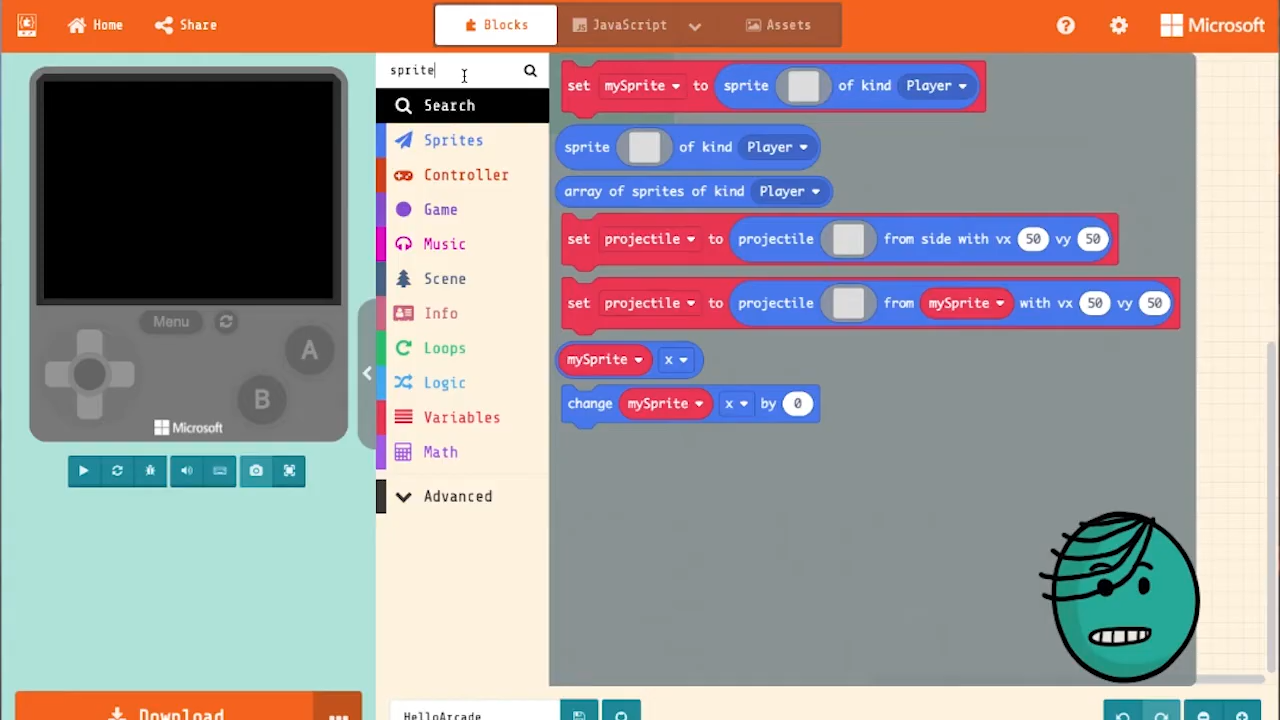 Home Share Blocks JavaScript Assets Microsoft
sprite
Search
Sprites
Controller
Game
Music
Scene
Info
Loops
Logic
Variables
Math
Advanced
set mySprite to sprite of kind Player
sprite of kind Player
array of sprites of kind Player
set projectile to projectile from side with vx 50 vy 50
set projectile to projectile from mySprite with vx 50 vy 50
mySprite x
change mySprite x by 0
Menu
A
B
Microsoft
Download
HelloArcade